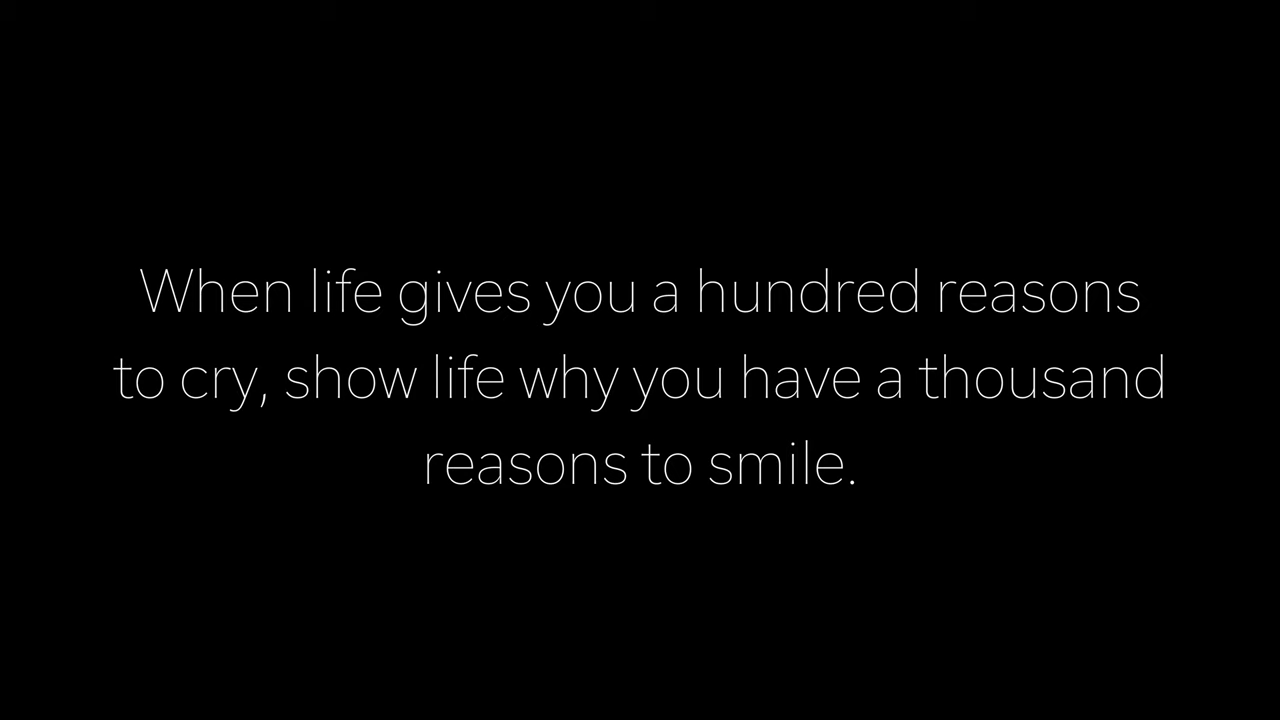 When life gives you a hundred reasons
to cry, show life why you have a thousand
reasons to smile.